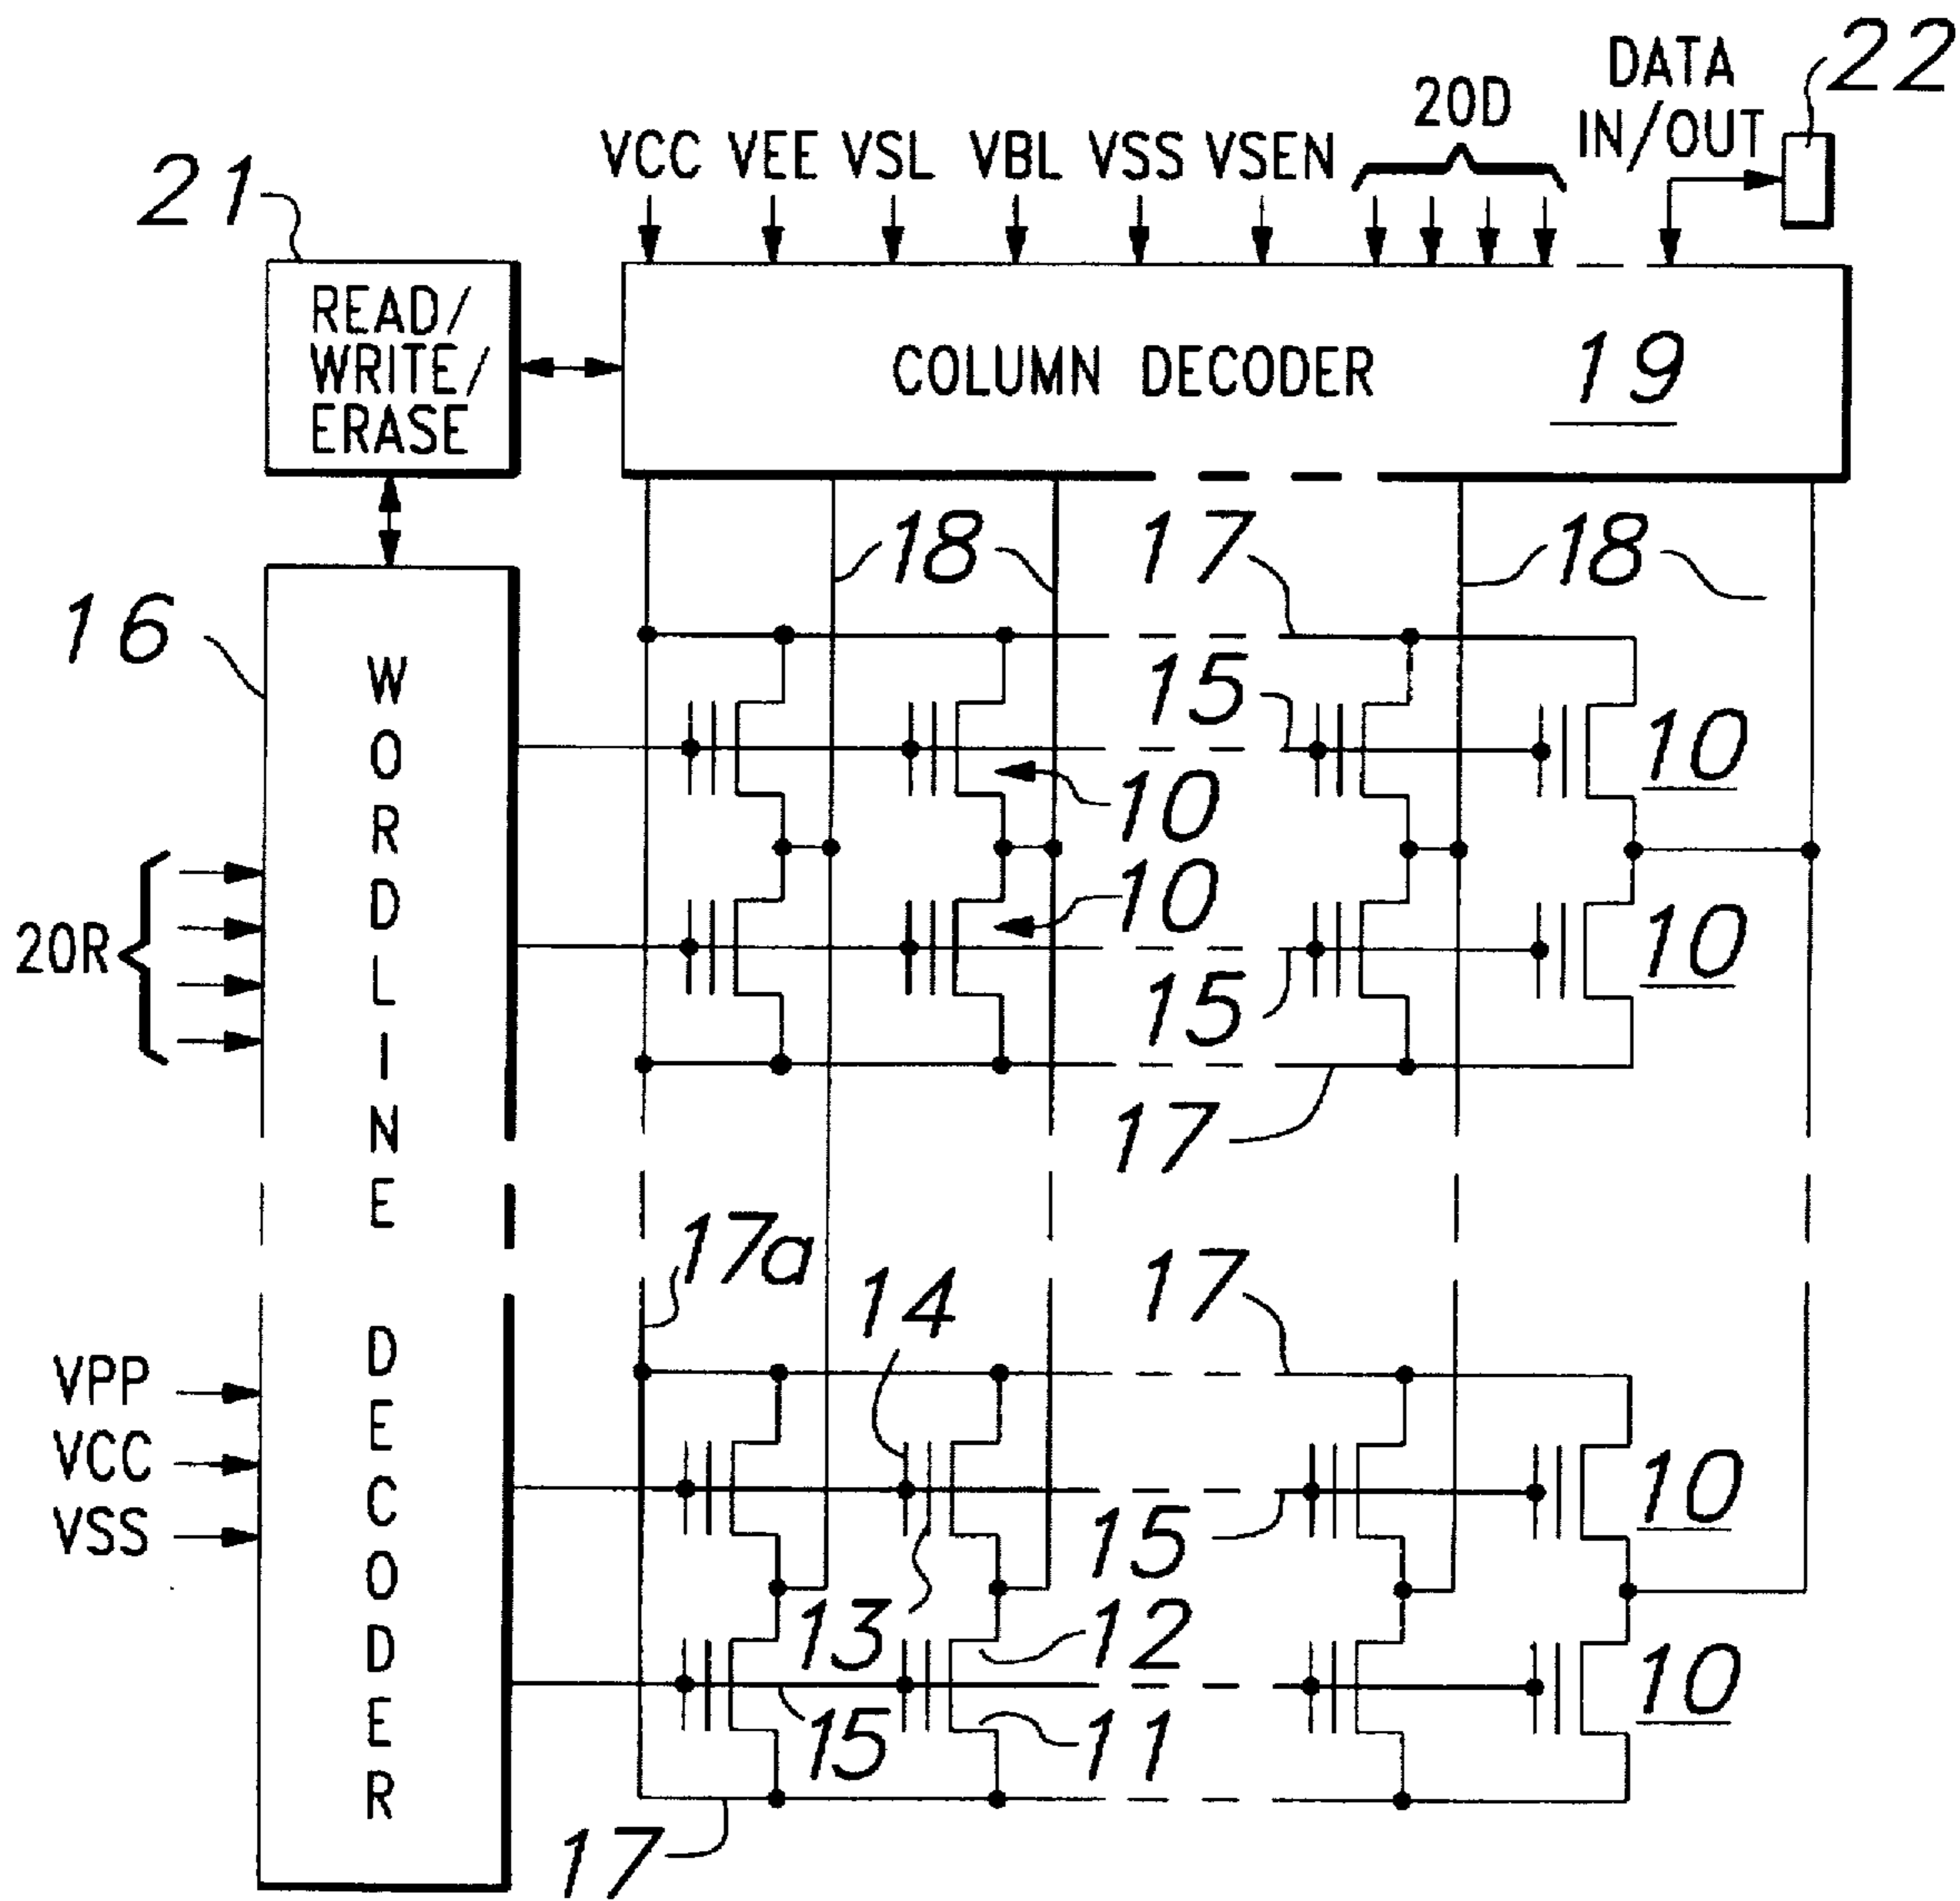 22
DATA
IN/OUT
20D
VCC VEE VSL VBL VSS VSEN
21
READ/
WRITE/
ERASE
COLUMN DECODER 19
18 17 18
16
15 10
10
10
20R
10
15
17
WORDLINE DECODER
17a 17
14
VPP
VCC
VSS
10
15
13 12
10
15 11
17